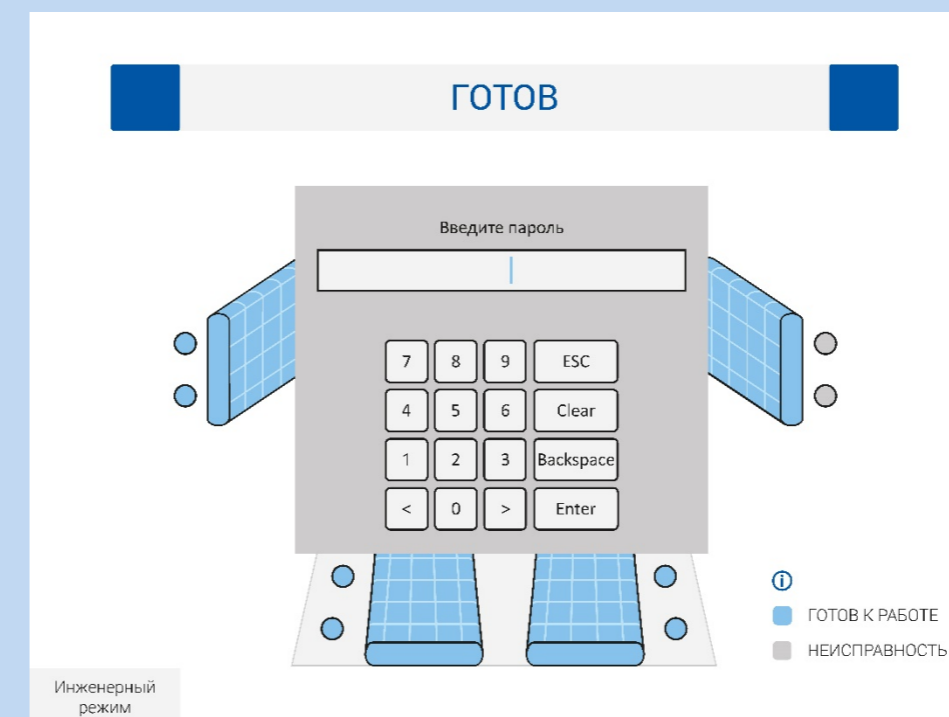 ГОТОВ
Введите пароль
7 8 9 ESC
4 5 6 Clear
1 2 3 Backspace
< 0 > Enter
i
ГОТОВ К РАБОТЕ
НЕИСПРАВНОСТЬ
Инженерный
режим